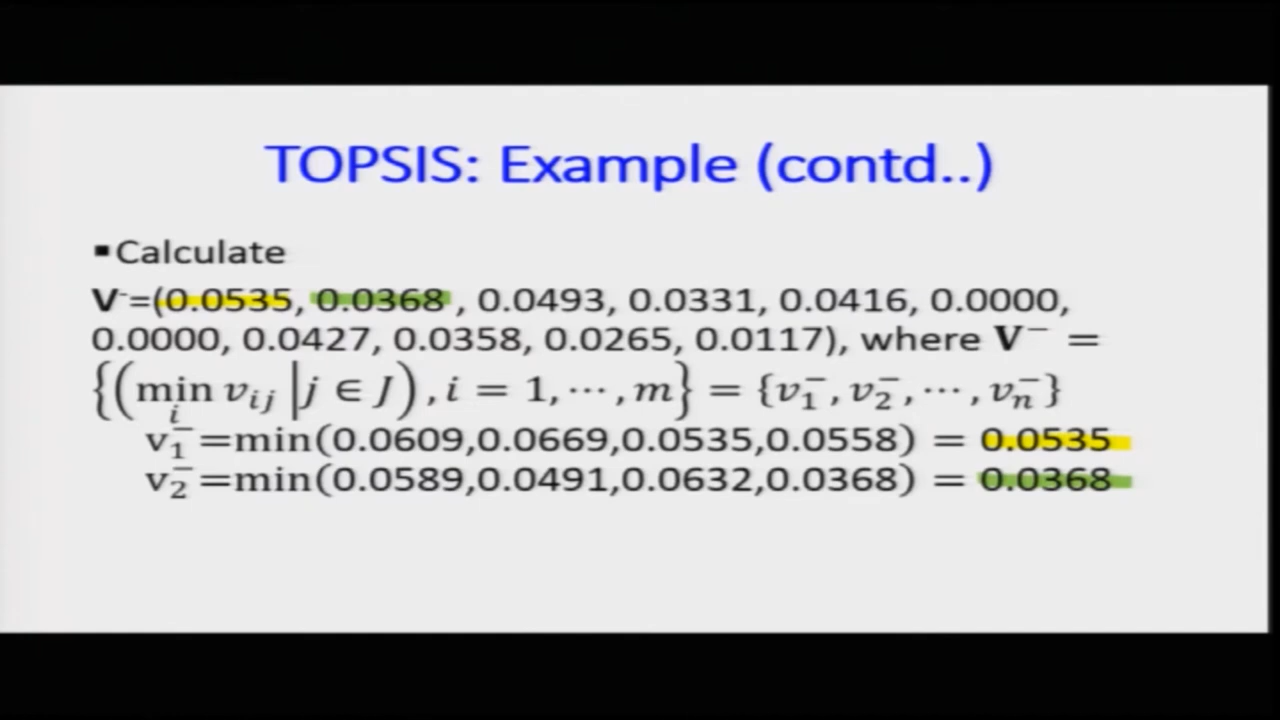 TOPSIS: Example (contd..)
▪Calculate
V⁻=(0.0535, 0.0368 , 0.0493, 0.0331, 0.0416, 0.0000,
0.0000, 0.0427, 0.0358, 0.0265, 0.0117), where V⁻ =
{(min_i v_ij | j ∈ J), i = 1, ⋯, m} = {v₁⁻, v₂⁻, ⋯, vₙ⁻}
v₁⁻=min(0.0609,0.0669,0.0535,0.0558) = 0.0535
v₂⁻=min(0.0589,0.0491,0.0632,0.0368) = 0.0368